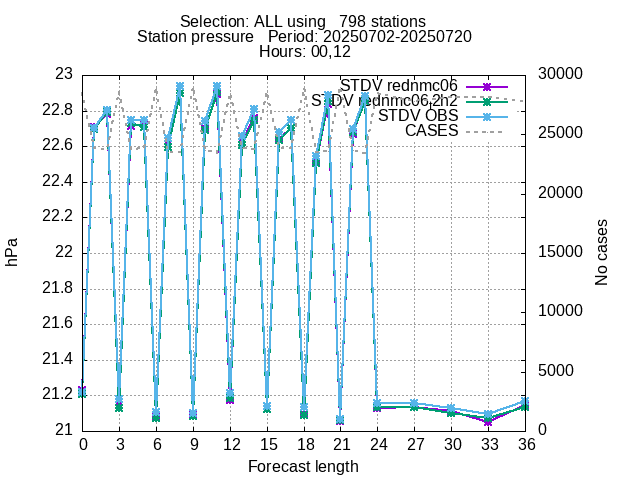 Selection: ALL using   798 stations
Station pressure   Period: 20250702-20250720
Hours: 00,12
STDV rednmc06
STDV rednmc06,2h2
STDV OBS
CASES
23
22.8
22.6
22.4
22.2
22
21.8
21.6
21.4
21.2
21
hPa
30000
25000
20000
15000
10000
5000
0
No cases
0 3 6 9 12 15 18 21 24 27 30 33 36
Forecast length